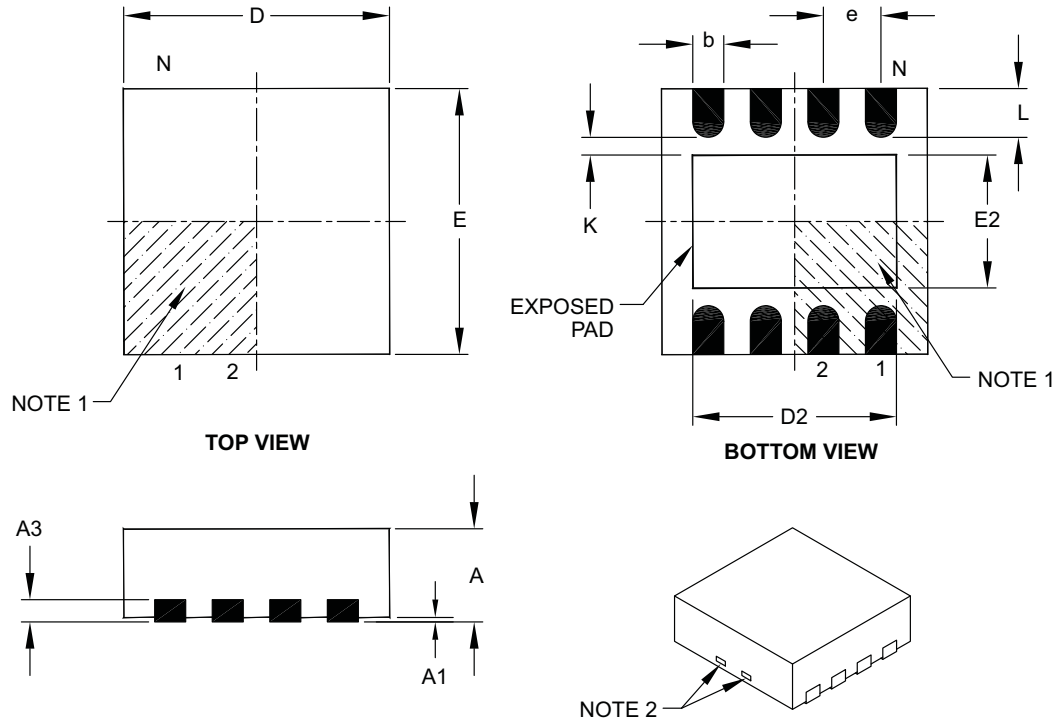 D
N
E
NOTE 1
1 2
TOP VIEW
e
b
N
L
K
E2
EXPOSED
PAD
2 1
NOTE 1
D2
BOTTOM VIEW
A3
A
A1
NOTE 2